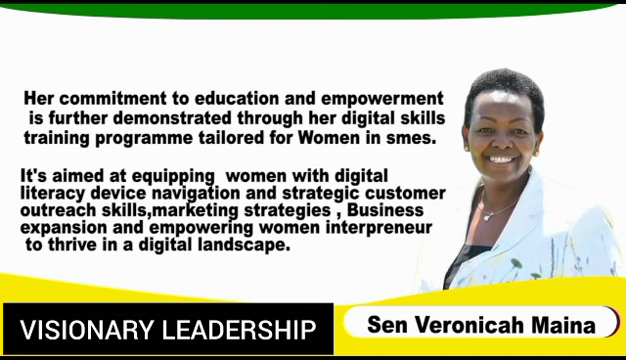 Her commitment to education and empowerment
is further demonstrated through her digital skills
training programme tailored for Women in smes.
It's aimed at equipping women with digital
literacy device navigation and strategic customer
outreach skills,marketing strategies , Business
expansion and empowering women interpreneur
to thrive in a digital landscape.
VISIONARY LEADERSHIP
Sen Veronicah Maina